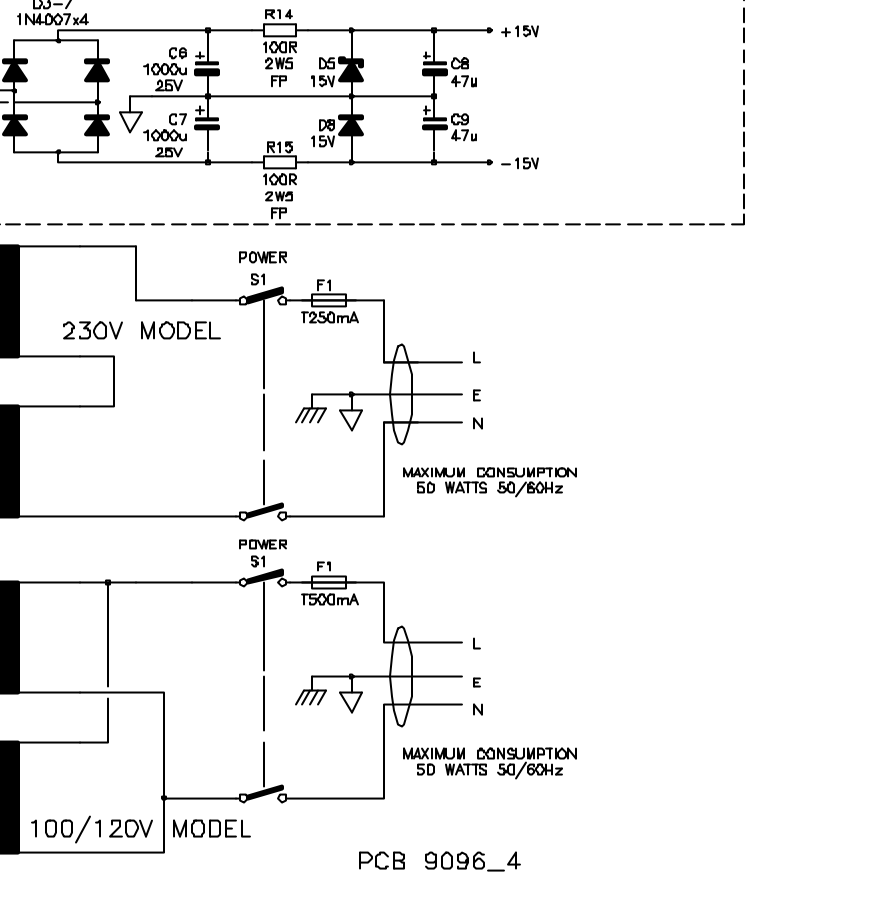 D3-7
1N4007x4
R14
100R
2W5
FP
+15V
C6
1000u
25V
D5
15V
C8
47u
C7
1000u
25V
D8
15V
C9
47u
R15
100R
2W5
FP
-15V
POWER
S1
F1
T250mA
230V MODEL
L
E
N
MAXIMUM CONSUMPTION
50 WATTS 50/60Hz
POWER
S1
F1
T500mA
L
E
N
MAXIMUM CONSUMPTION
50 WATTS 50/60Hz
100/120V MODEL
PCB 9096_4